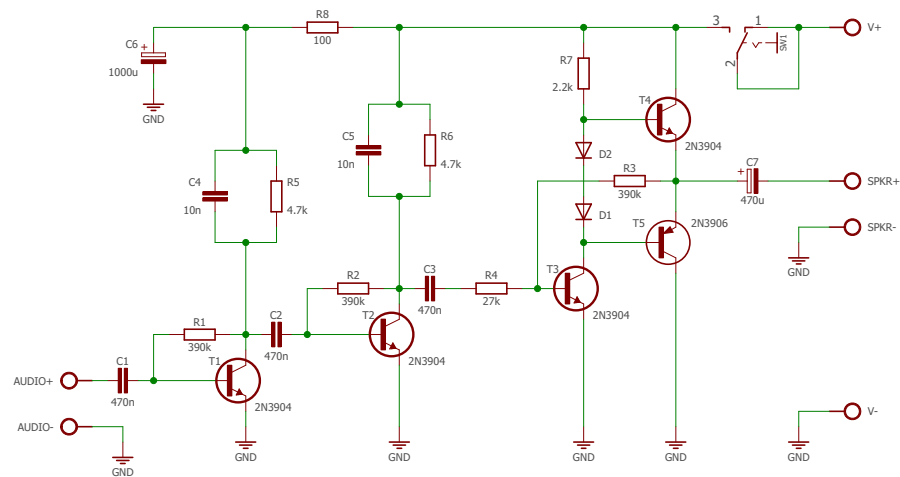 R8
100
3
1
V+
SW1
2
C6
+
1000u
GND
R7
2.2k
T4
2N3904
C5
10n
R6
4.7k
D2
C7
+
470u
SPKR+
R3
390k
C4
10n
R5
4.7k
D1
T5
2N3906
SPKR-
GND
R2
390k
C3
470n
R4
27k
T3
2N3904
R1
390k
C2
470n
T2
2N3904
C1
470n
T1
2N3904
AUDIO+
AUDIO-
V-
GND
GND
GND
GND
GND
GND